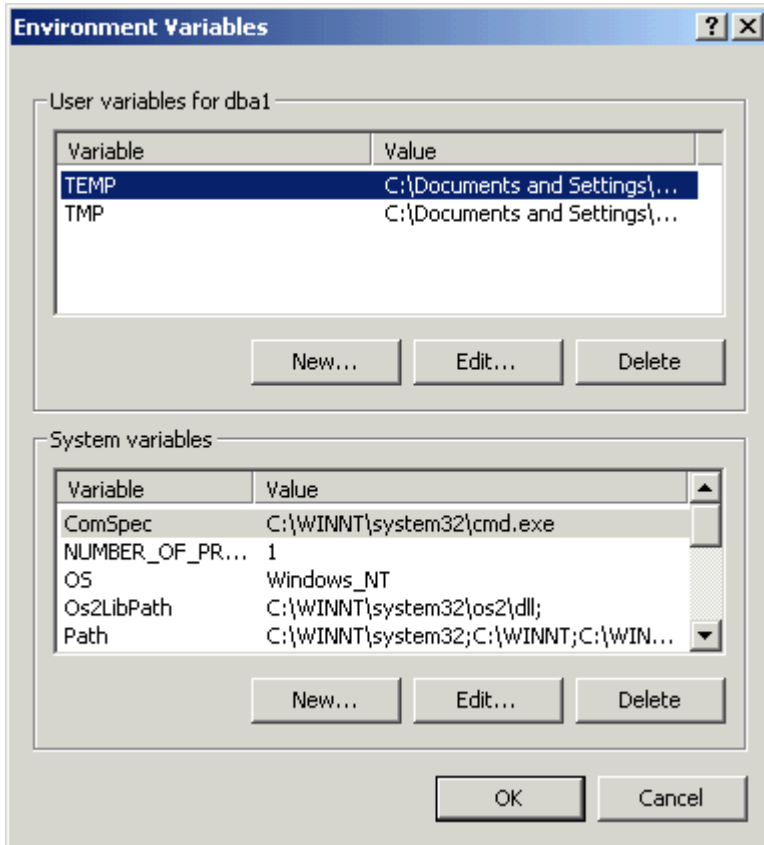 Environment Variables
User variables for dba1
Variable Value
TEMP C:\Documents and Settings\...
TMP C:\Documents and Settings\...
New... Edit... Delete
System variables
Variable Value
ComSpec C:\WINNT\system32\cmd.exe
NUMBER_OF_PR... 1
OS Windows_NT
Os2LibPath C:\WINNT\system32\os2\dll;
Path C:\WINNT\system32;C:\WINNT;C:\WIN...
New... Edit... Delete
OK Cancel